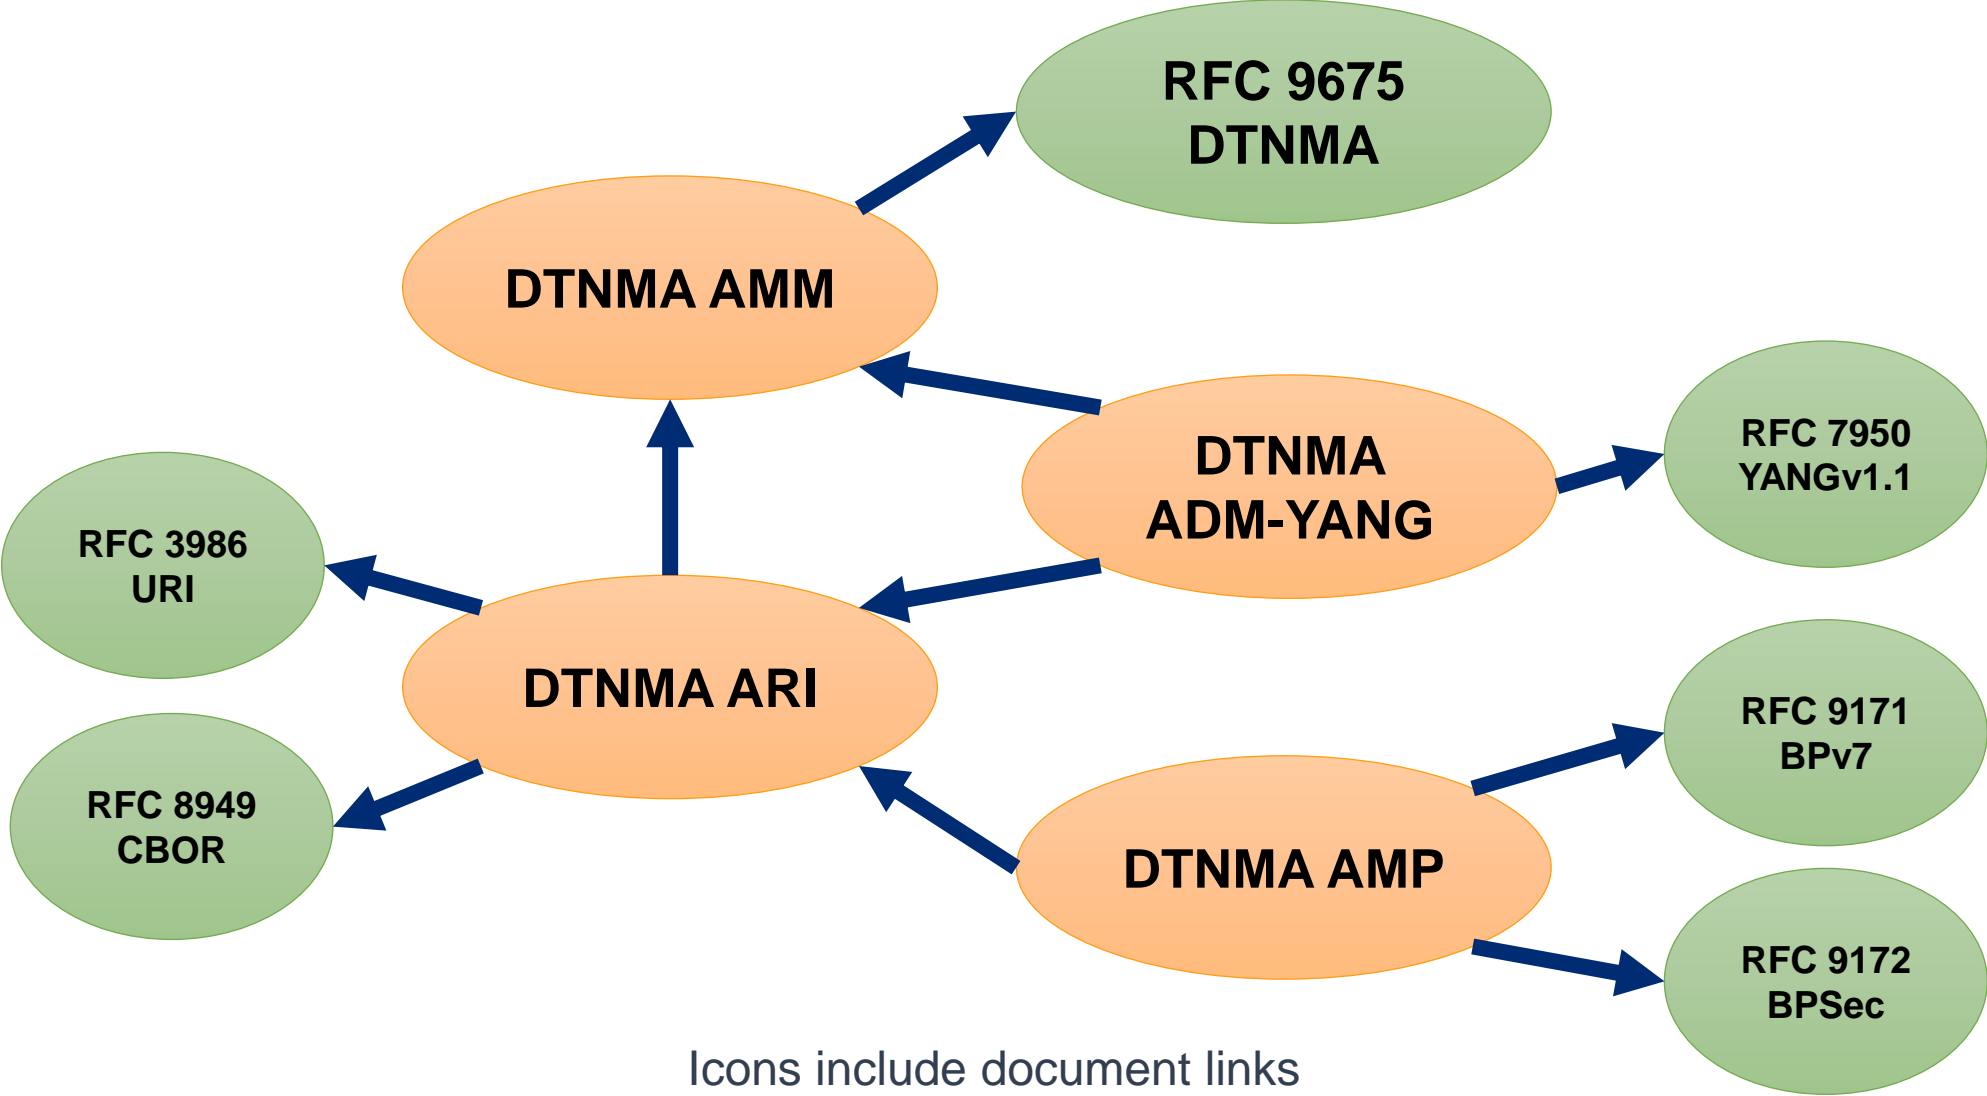 RFC 9675
DTNMA
DTNMA AMM
DTNMA
ADM-YANG
RFC 7950
YANGv1.1
RFC 3986
URI
DTNMA ARI
RFC 9171
BPv7
RFC 8949
CBOR
DTNMA AMP
RFC 9172
BPSec
Icons include document links